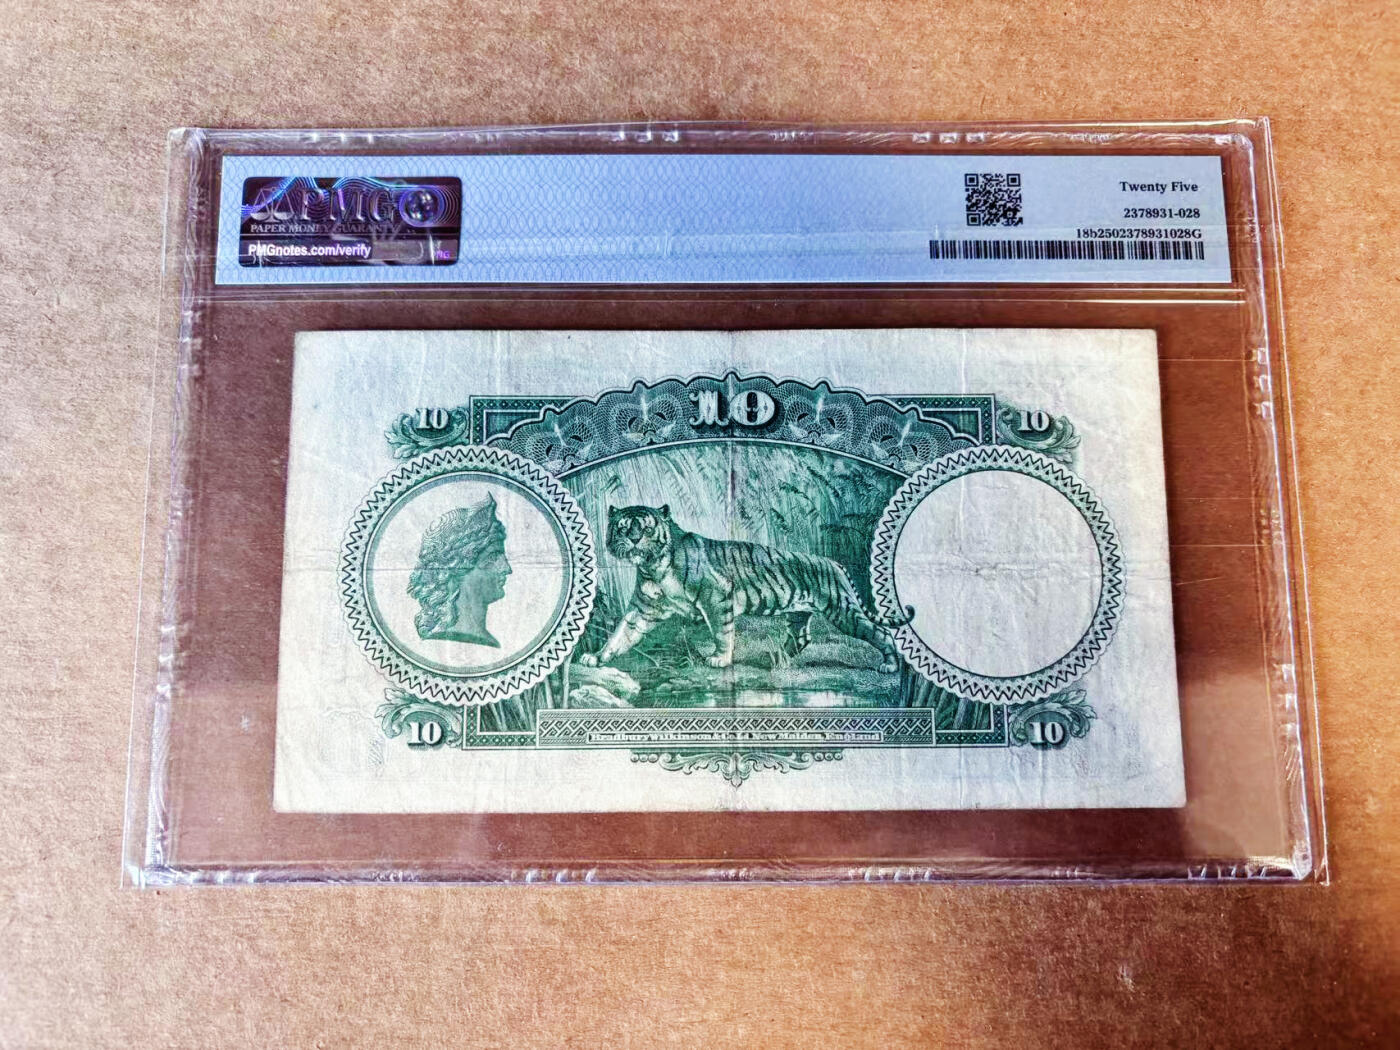 PMG
PAPER MONEY GUARANTY
PMGnotes.com/verify
Twenty Five
2378931-028
18b2502378931028G
10
10
10
10
10
Bradbury Wilkinson & Co. Ld. New Malden, England